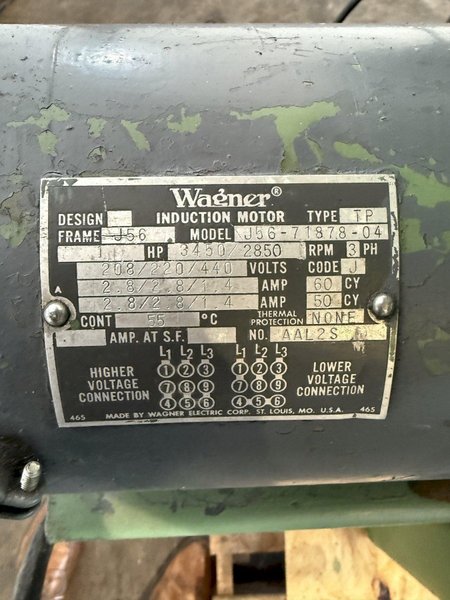 Wagner®
DESIGN - INDUCTION MOTOR TYPE TP
FRAME J56 MODEL J56-71878-04
1 HP 3450/2850 RPM 3 PH
208/220/440 VOLTS CODE J
2.8/2.8/1.4 AMP 60 CY
2.8/2.8/1.4 AMP 50 CY
CONT 55 °C THERMAL PROTECTION NONE
AMP. AT S.F. NO. AAL2S
L1 L2 L3 L1 L2 L3
HIGHER VOLTAGE CONNECTION 1 2 3 1 2 3 LOWER VOLTAGE CONNECTION
7 8 9 7 8 9
4 5 6 4 5 6
465 MADE BY WAGNER ELECTRIC CORP. ST. LOUIS, MO. U.S.A. 465